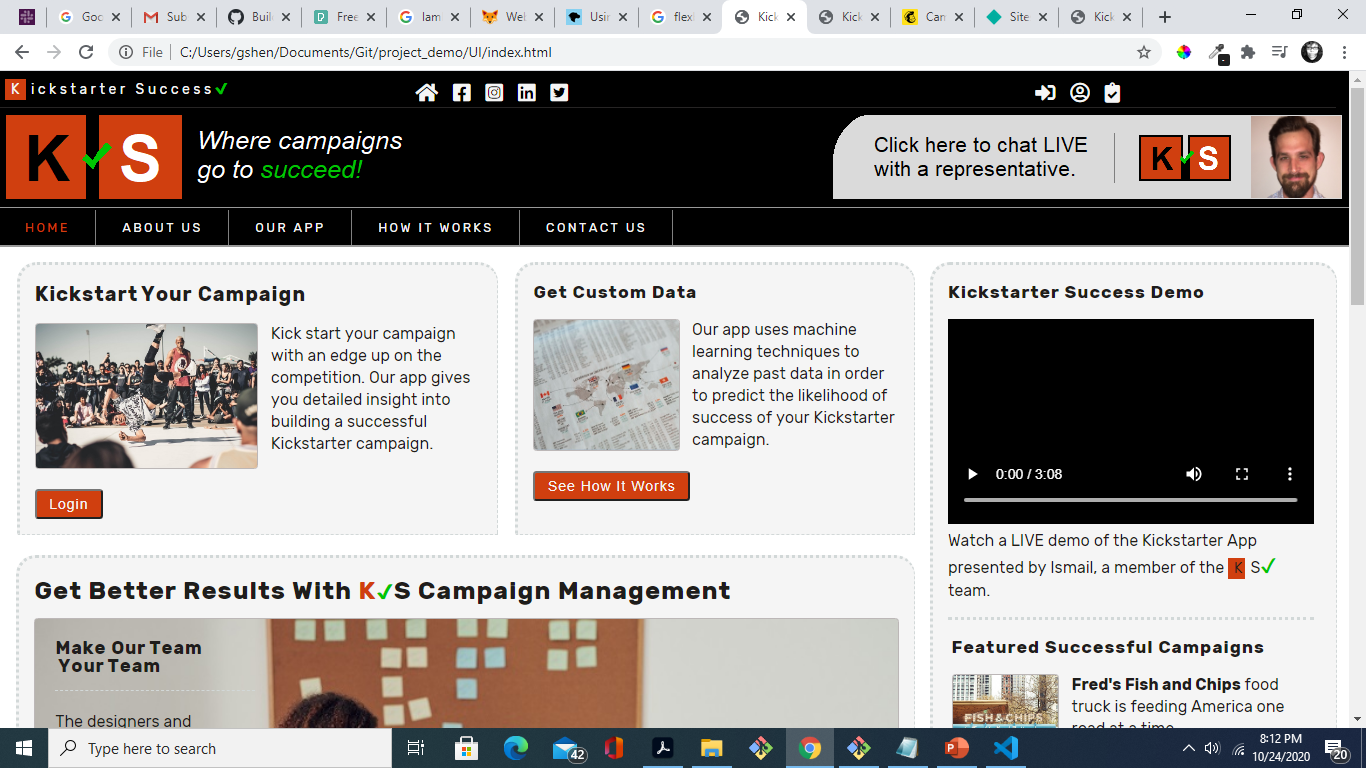 Goo
Sub
Buil
Free
lam
Wel
Usir
flexi
Kick
Kick
Can
Site
Kick
File
C:/Users/gshen/Documents/Git/project_demo/UI/index.html
Kickstarter Success
K S
Where campaigns
go to succeed!
Click here to chat LIVE
with a representative.
K S
HOME
ABOUT US
OUR APP
HOW IT WORKS
CONTACT US
Kickstart Your Campaign
Kick start your campaign
with an edge up on the
competition. Our app gives
you detailed insight into
building a successful
Kickstarter campaign.
Login
Get Custom Data
Our app uses machine
learning techniques to
analyze past data in order
to predict the likelihood of
success of your Kickstarter
campaign.
See How It Works
Kickstarter Success Demo
0:00 / 3:08
Watch a LIVE demo of the Kickstarter App
presented by Ismail, a member of the K S✓
team.
Get Better Results With K✓S Campaign Management
Make Our Team
Your Team
The designers and
Featured Successful Campaigns
FISH & CHIPS
Fred's Fish and Chips food
truck is feeding America one
road at a time
Type here to search
42
8:12 PM
10/24/2020
20